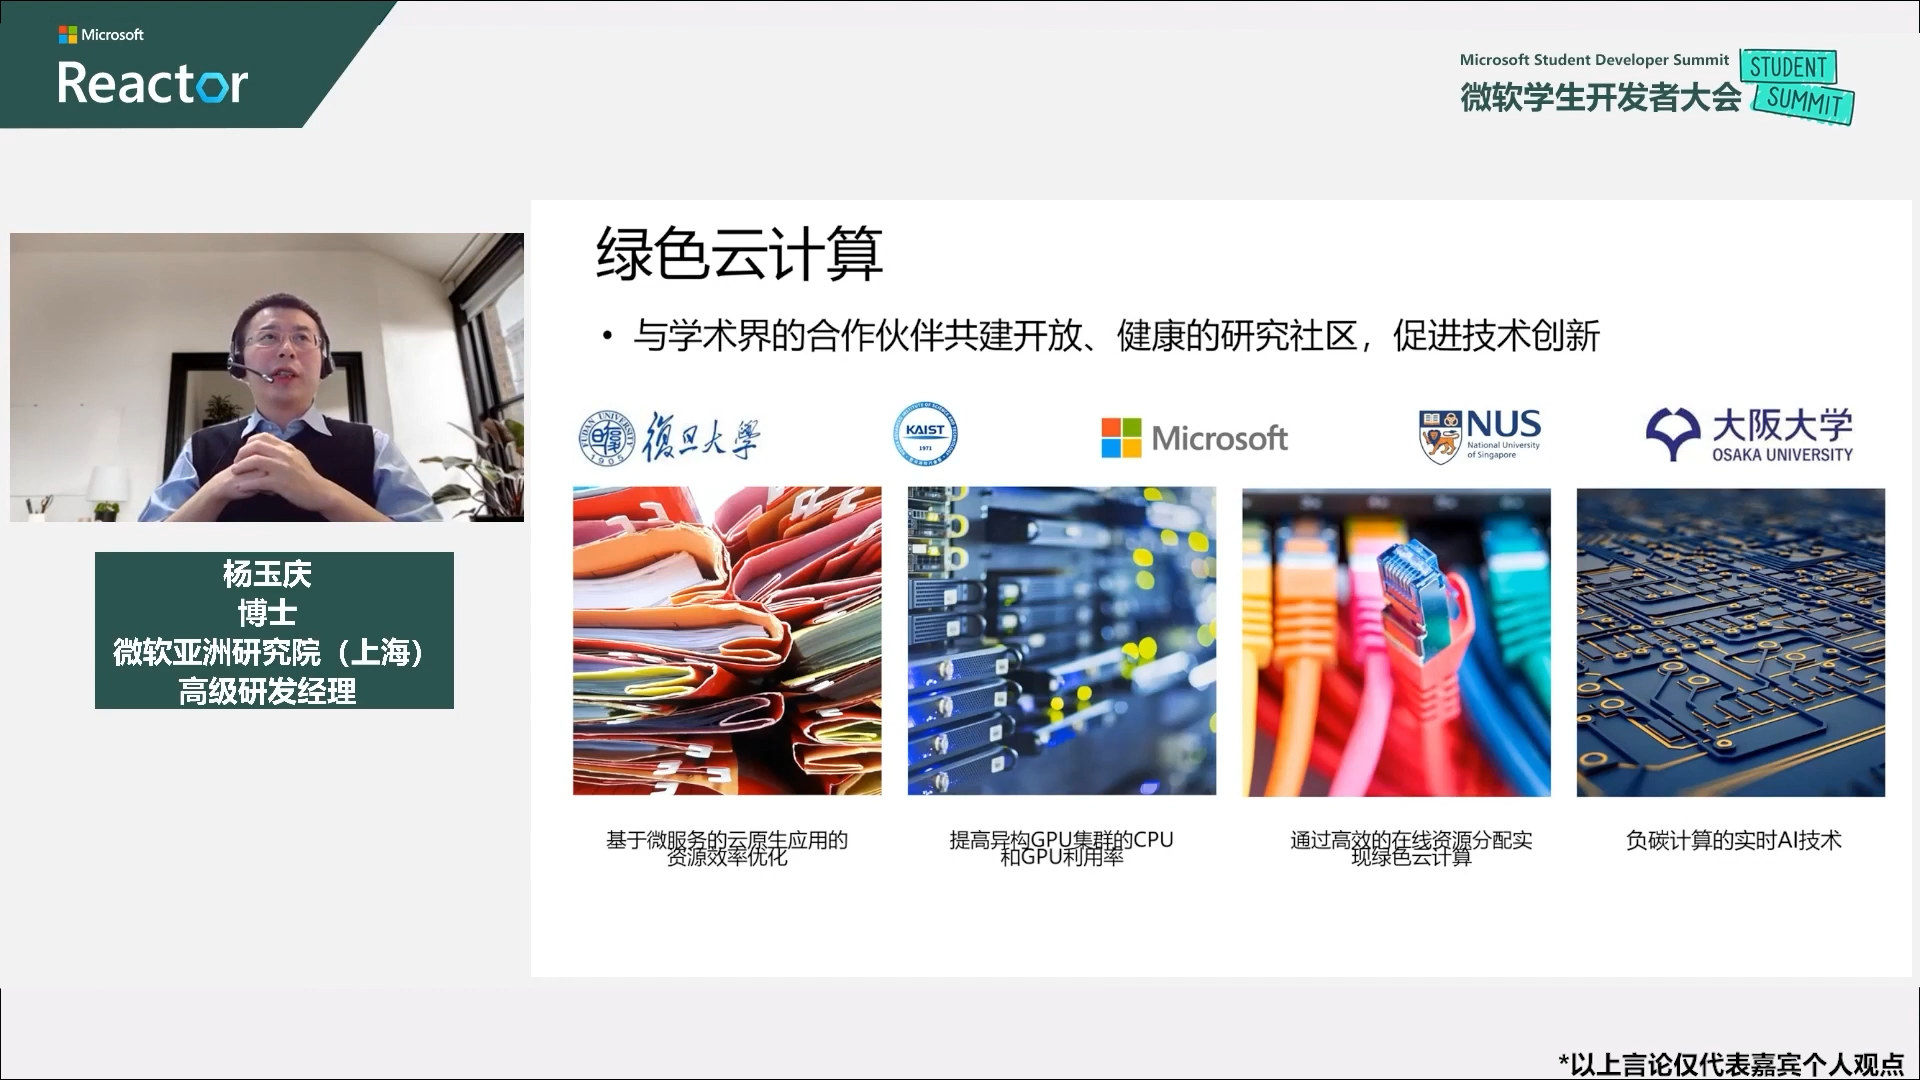 Microsoft
Reactor
Microsoft Student Developer Summit
微软学生开发者大会
STUDENT
SUMMIT
绿色云计算
• 与学术界的合作伙伴共建开放、健康的研究社区，促进技术创新
FUDAN UNIVERSITY
1905
復旦大學
KAIST
1971
Microsoft
NUS
National University
of Singapore
大阪大学
OSAKA UNIVERSITY
基于微服务的云原生应用的
资源效率优化
提高异构GPU集群的CPU
和GPU利用率
通过高效的在线资源分配实
现绿色云计算
负碳计算的实时AI技术
杨玉庆
博士
微软亚洲研究院（上海）
高级研发经理
*以上言论仅代表嘉宾个人观点